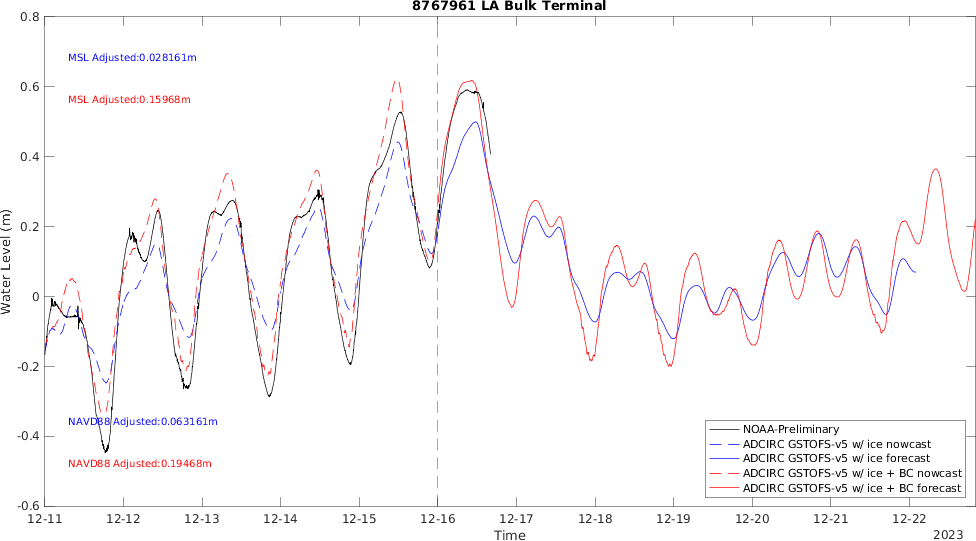 8767961 LA Bulk Terminal
0.8
0.6
0.4
0.2
0
-0.2
-0.4
-0.6
Water Level (m)
MSL Adjusted:0.028161m
MSL Adjusted:0.15968m
NAVD88 Adjusted:0.063161m
NAVD88 Adjusted:0.19468m
NOAA-Preliminary
ADCIRC GSTOFS-v5 w/ ice nowcast
ADCIRC GSTOFS-v5 w/ ice forecast
ADCIRC GSTOFS-v5 w/ ice + BC nowcast
ADCIRC GSTOFS-v5 w/ ice + BC forecast
12-11 12-12 12-13 12-14 12-15 12-16 12-17 12-18 12-19 12-20 12-21 12-22
Time
2023